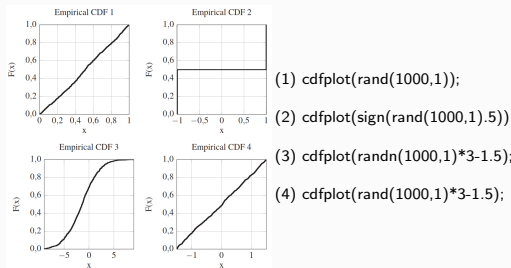 Empirical CDF 1
1,0
0,8
0,6
0,4
0,2
0,0
F(x)
0 0,2 0,4 0,6 0,8 1
x
Empirical CDF 2
1,0
0,8
0,6
0,4
0,2
0,0
F(x)
−1 −0,5 0 0,5 1
x
(1) cdfplot(rand(1000,1));
(2) cdfplot(sign(rand(1000,1).5))
(3) cdfplot(randn(1000,1)*3-1.5);
(4) cdfplot(rand(1000,1)*3-1.5);
Empirical CDF 3
1,0
0,8
0,6
0,4
0,2
0,0
F(x)
−5 0 5
x
Empirical CDF 4
1,0
0,8
0,6
0,4
0,2
0,0
F(x)
−1 0 1
x